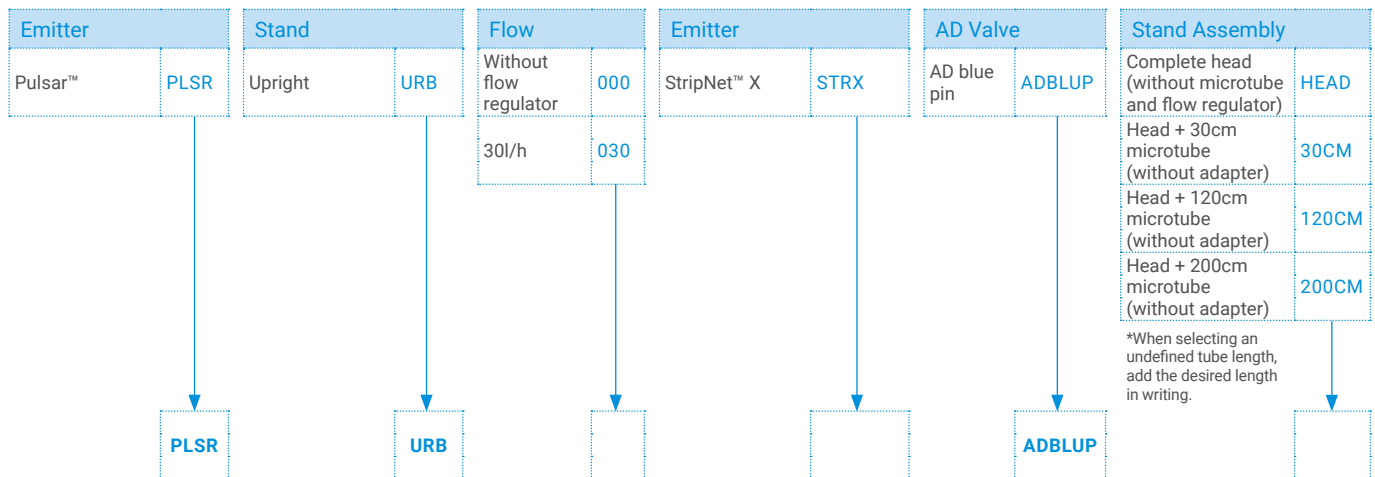 Emitter
Stand
Flow
Emitter
AD Valve
Stand Assembly
Pulsar™
PLSR
Upright
URB
Without
flow
regulator
000
30l/h
030
StripNet™ X
STRX
AD blue
pin
ADBLUP
Complete head
(without microtube
and flow regulator)
HEAD
Head + 30cm
microtube
(without adapter)
30CM
Head + 120cm
microtube
(without adapter)
120CM
Head + 200cm
microtube
(without adapter)
200CM
*When selecting an
undefined tube length,
add the desired length
in writing.
PLSR
URB
ADBLUP